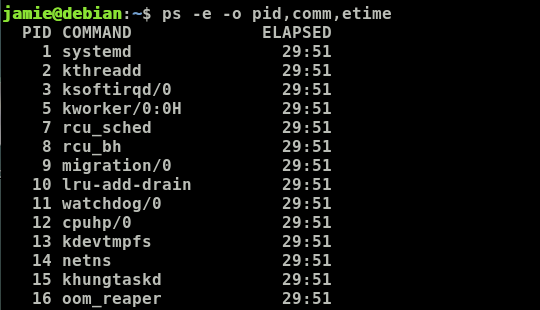 jamie@debian:~$ ps -e -o pid,comm,etime
  PID COMMAND             ELAPSED
    1 systemd               29:51
    2 kthreadd              29:51
    3 ksoftirqd/0           29:51
    5 kworker/0:0H          29:51
    7 rcu_sched             29:51
    8 rcu_bh                29:51
    9 migration/0           29:51
   10 lru-add-drain         29:51
   11 watchdog/0            29:51
   12 cpuhp/0               29:51
   13 kdevtmpfs             29:51
   14 netns                 29:51
   15 khungtaskd            29:51
   16 oom_reaper            29:51